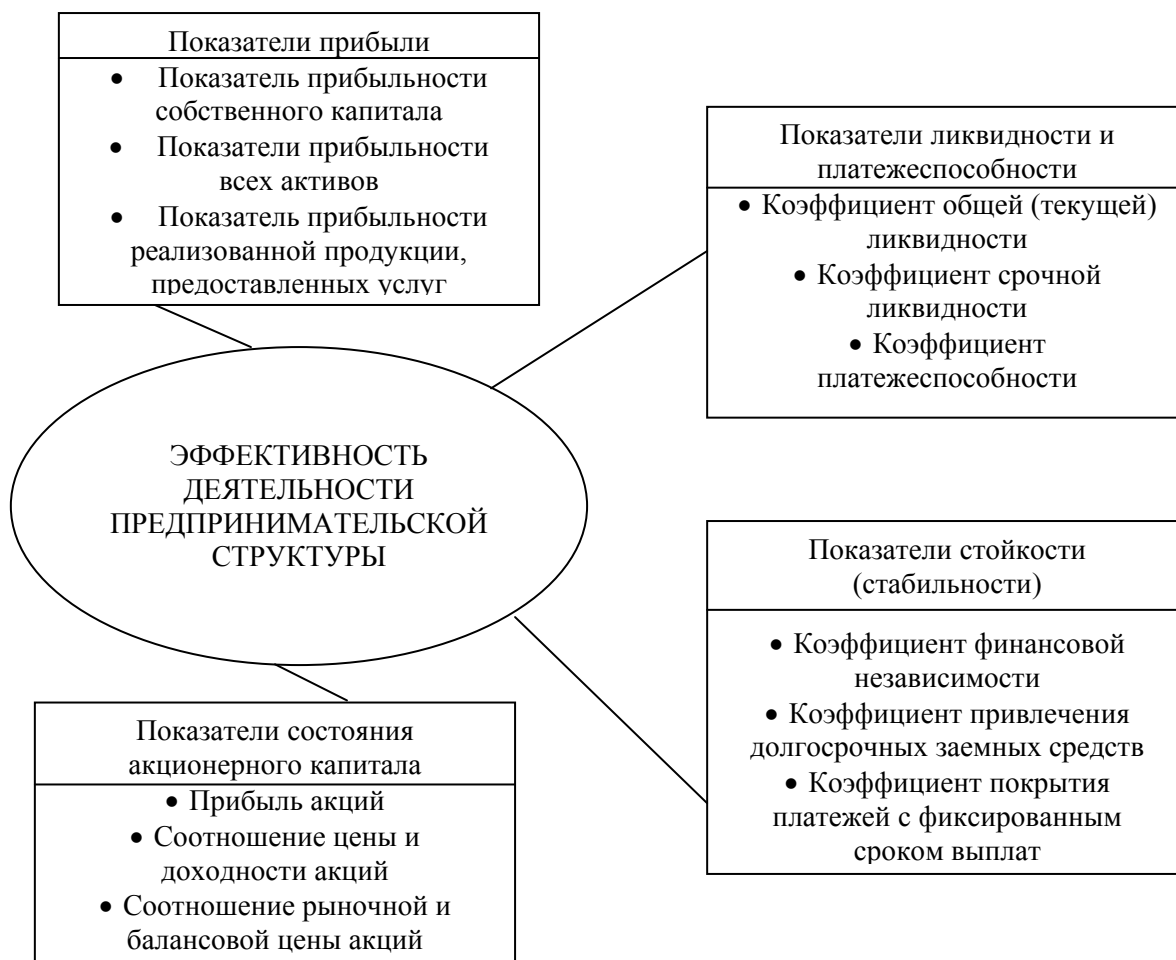 Показатели прибыли
• Показатель прибыльности
собственного капитала
• Показатели прибыльности
всех активов
• Показатель прибыльности
реализованной продукции,
предоставленных услуг
Показатели ликвидности и
платежеспособности
• Коэффициент общей (текущей)
ликвидности
• Коэффициент срочной
ликвидности
• Коэффициент
платежеспособности
ЭФФЕКТИВНОСТЬ
ДЕЯТЕЛЬНОСТИ
ПРЕДПРИНИМАТЕЛЬСКОЙ
СТРУКТУРЫ
Показатели стойкости
(стабильности)
• Коэффициент финансовой
независимости
• Коэффициент привлечения
долгосрочных заемных средств
• Коэффициент покрытия
платежей с фиксированным
сроком выплат
Показатели состояния
акционерного капитала
• Прибыль акций
• Соотношение цены и
доходности акций
• Соотношение рыночной и
балансовой цены акций